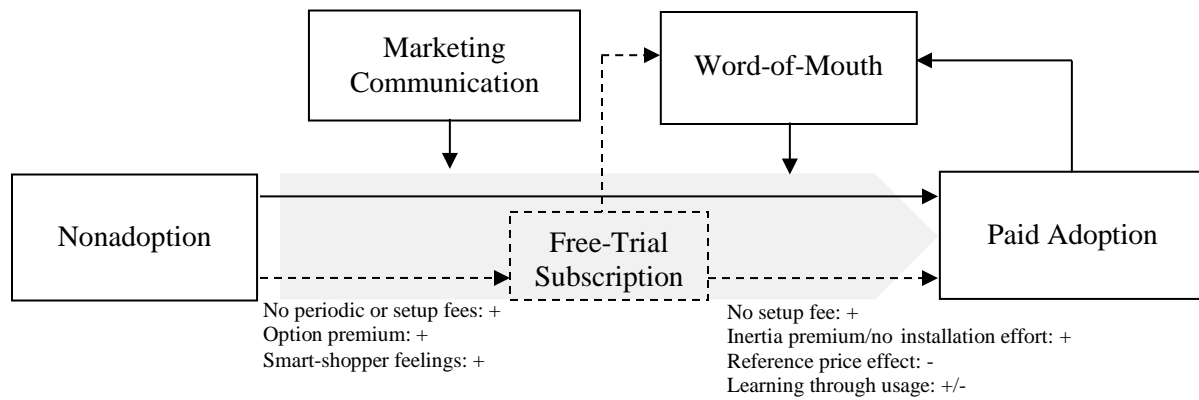 Marketing
Communication
Word-of-Mouth
Nonadoption
Free-Trial
Subscription
Paid Adoption
No periodic or setup fees: +
Option premium: +
Smart-shopper feelings: +
No setup fee: +
Inertia premium/no installation effort: +
Reference price effect: -
Learning through usage: +/-